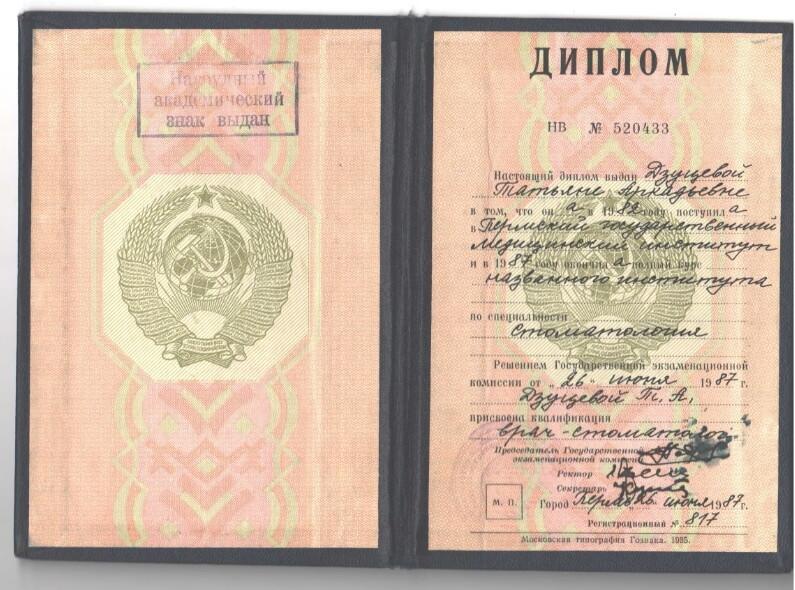 Нагрудный
академический
знак выдан
ДИПЛОМ
НВ № 520433
Настоящий диплом выдан Дзуцевой
Татьяне Аркадьевне
в том, что он а в 1982 году поступил а
в Пермский государственный
Медицинский институт
и в 1987 году окончил а полный курс
названного института
по специальности
стоматология
Решением Государственной экзаменационной
комиссии от „26" июня 1987 г.
Дзуцевой Т. А.
присвоена квалификация
врач-стоматолог
Председатель Государственной
экзаменационной комиссии
Ректор
Секретарь
М. П.
Город Пермь, 26 июня 1987 г.
Регистрационный № 817
Московская типография Гознака. 1985.